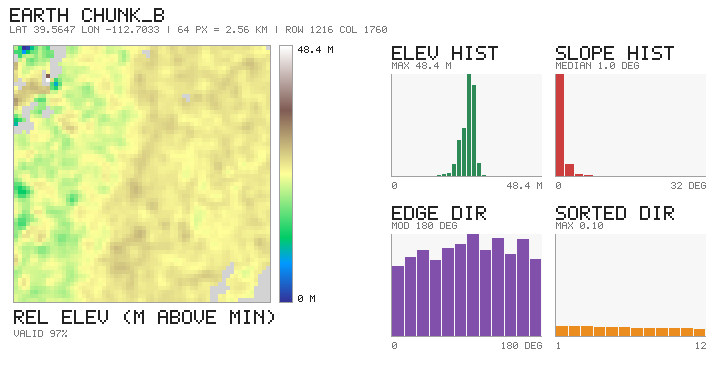 EARTH CHUNK_B
LAT 39.5647 LON -112.7033 | 64 PX = 2.56 KM | ROW 1216 COL 1760
48.4 M
0 M
REL ELEV (M ABOVE MIN)
VALID 97%
ELEV HIST
MAX 48.4 M
0 48.4 M
SLOPE HIST
MEDIAN 1.0 DEG
0 32 DEG
EDGE DIR
MOD 180 DEG
0 180 DEG
SORTED DIR
MAX 0.10
1 12